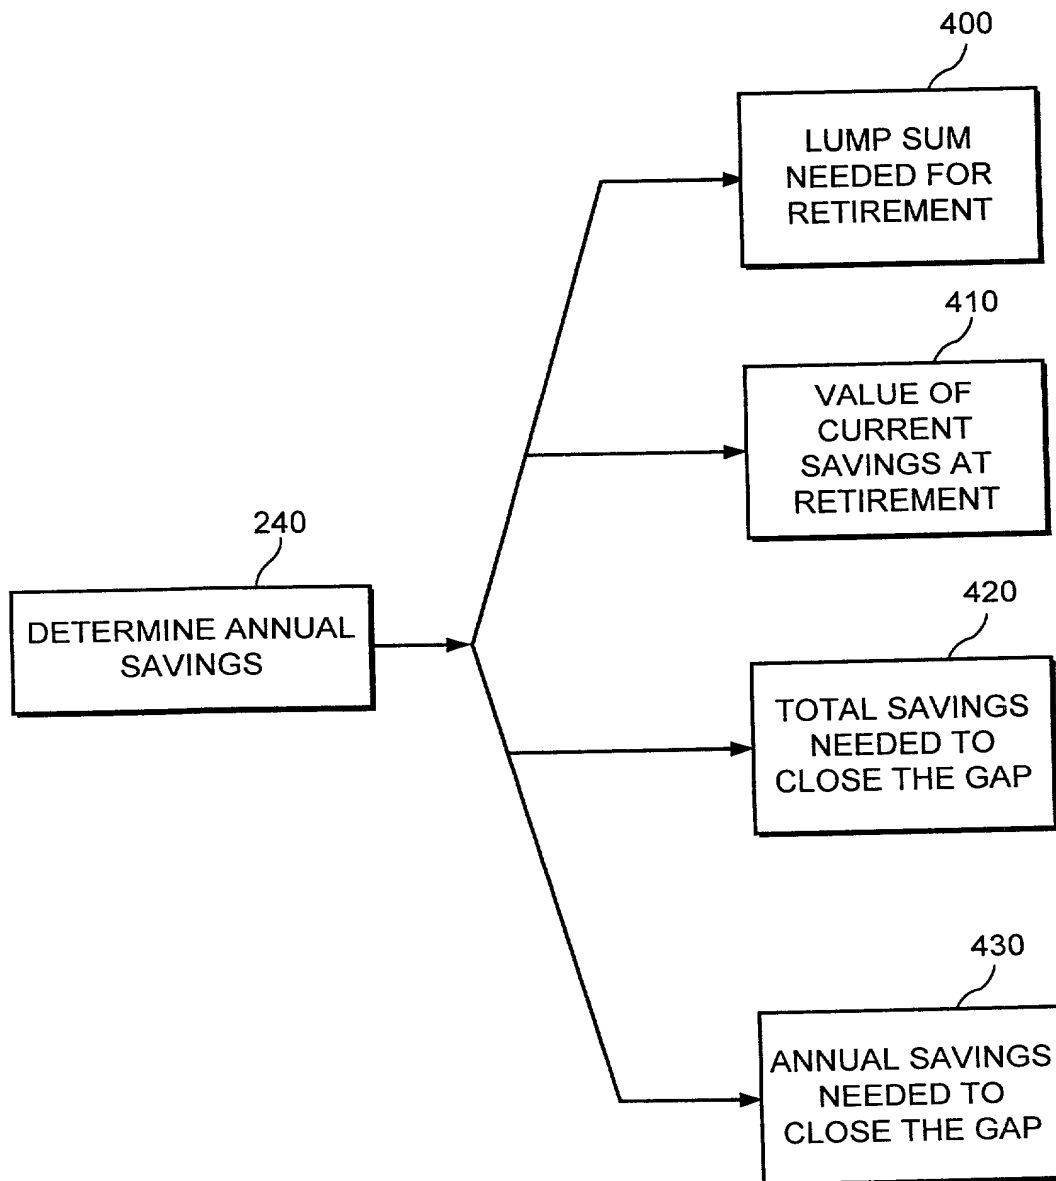 400
LUMP SUM
NEEDED FOR
RETIREMENT
410
VALUE OF
CURRENT
SAVINGS AT
RETIREMENT
240
DETERMINE ANNUAL
SAVINGS
420
TOTAL SAVINGS
NEEDED TO
CLOSE THE GAP
430
ANNUAL SAVINGS
NEEDED TO
CLOSE THE GAP